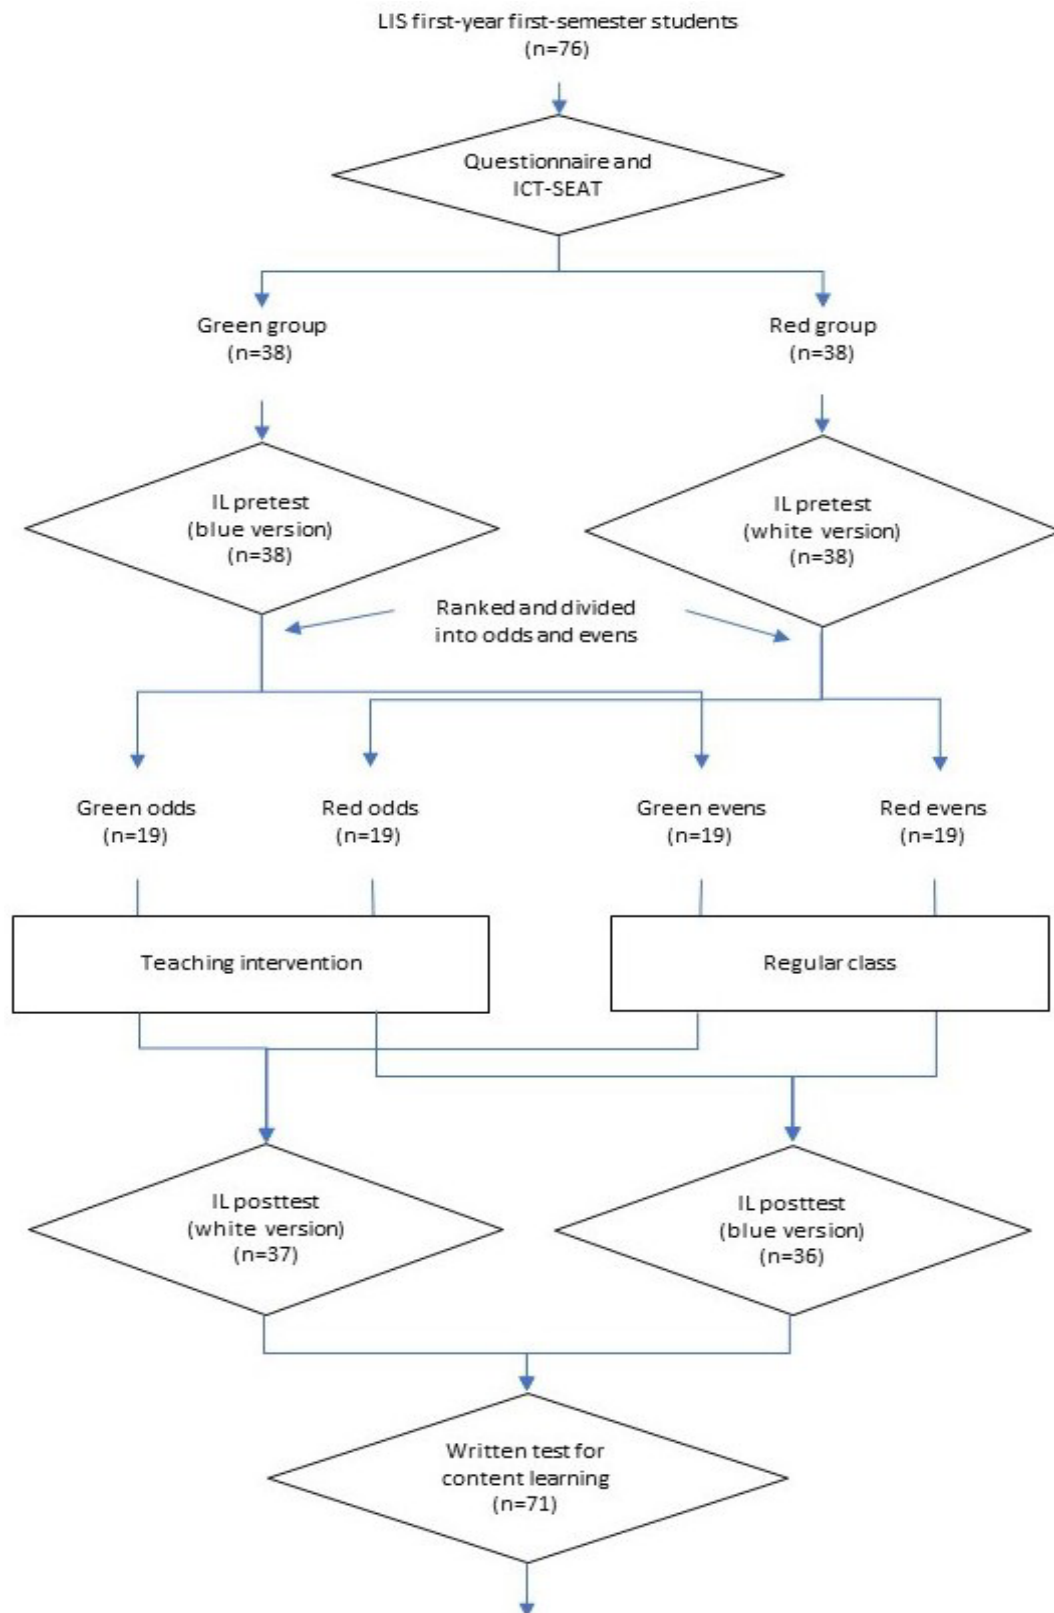 LIS first-year first-semester students
(n=76)
Questionnaire and
ICT-SEAT
Green group
(n=38)
Red group
(n=38)
IL pretest
(blue version)
(n=38)
IL pretest
(white version)
(n=38)
Ranked and divided
into odds and evens
Green odds
(n=19)
Red odds
(n=19)
Green evens
(n=19)
Red evens
(n=19)
Teaching intervention
Regular class
IL posttest
(white version)
(n=37)
IL posttest
(blue version)
(n=36)
Written test for
content learning
(n=71)